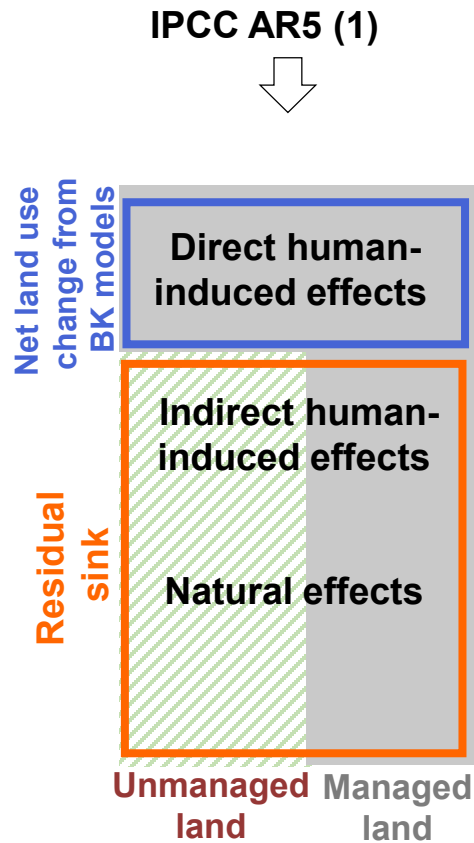 IPCC AR5 (1)
Net land use
change from
BK models
Direct human-
induced effects
Residual
sink
Indirect human-
induced effects
Natural effects
Unmanaged
land
Managed
land